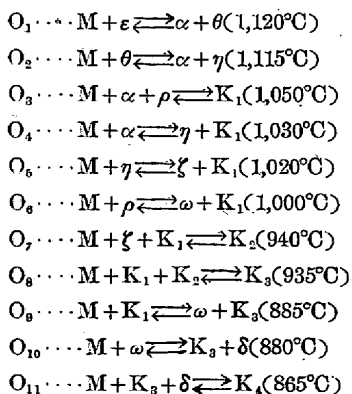 O₁ ···· M+ε⇄α+θ(1,120°C)
O₂ ···· M+θ⇄α+η(1,115°C)
O₃ ···· M+α+ρ⇄K₁(1,050°C)
O₄ ···· M+α⇄η+K₁(1,030°C)
O₅ ···· M+η⇄ζ+K₁(1,020°C)
O₆ ···· M+ρ⇄ω+K₁(1,000°C)
O₇ ···· M+ζ+K₁⇄K₂(940°C)
O₈ ···· M+K₁+K₂⇄K₃(935°C)
O₉ ···· M+K₁⇄ω+K₃(885°C)
O₁₀ ···· M+ω⇄K₃+δ(880°C)
O₁₁ ···· M+K₃+δ⇄K₄(865°C)